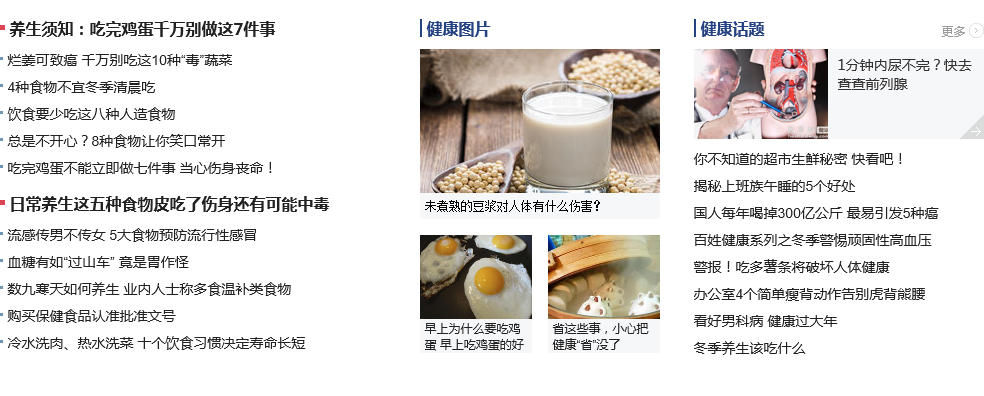 养生须知：吃完鸡蛋千万别做这7件事
烂姜可致癌 千万别吃这10种“毒”蔬菜
4种食物不宜冬季清晨吃
饮食要少吃这八种人造食物
总是不开心？8种食物让你笑口常开
吃完鸡蛋不能立即做七件事 当心伤身丧命！
日常养生这五种食物皮吃了伤身还有可能中毒
流感传男不传女 5大食物预防流行性感冒
血糖有如“过山车” 竟是胃作怪
数九寒天如何养生 业内人士称多食温补类食物
购买保健食品认准批准文号
冷水洗肉、热水洗菜 十个饮食习惯决定寿命长短
健康图片
未煮熟的豆浆对人体有什么伤害？
早上为什么要吃鸡
蛋 早上吃鸡蛋的好
省这些事，小心把
健康“省”没了
健康话题
更多
1分钟内尿不完？快去
查查前列腺
你不知道的超市生鲜秘密 快看吧！
揭秘上班族午睡的5个好处
国人每年喝掉300亿公斤 最易引发5种癌
百姓健康系列之冬季警惕顽固性高血压
警报！吃多薯条将破坏人体健康
办公室4个简单瘦背动作告别虎背熊腰
看好男科病 健康过大年
冬季养生该吃什么